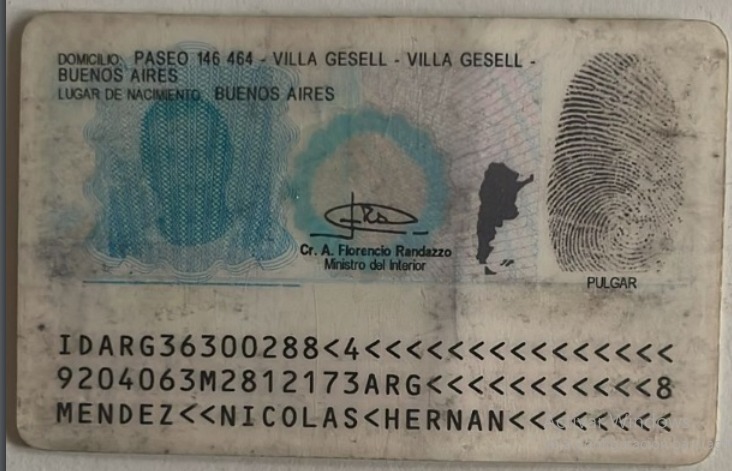 DOMICILIO: PASEO 146 464 - VILLA GESELL - VILLA GESELL -
BUENOS AIRES
LUGAR DE NACIMIENTO: BUENOS AIRES
Cr. A. Florencio Randazzo
Ministro del Interior
PULGAR
IDARG36300288<4<<<<<<<<<<<<<<<
9204063M2812173ARG<<<<<<<<<<<8
MENDEZ<<NICOLAS<HERNAN<<<<<<<<